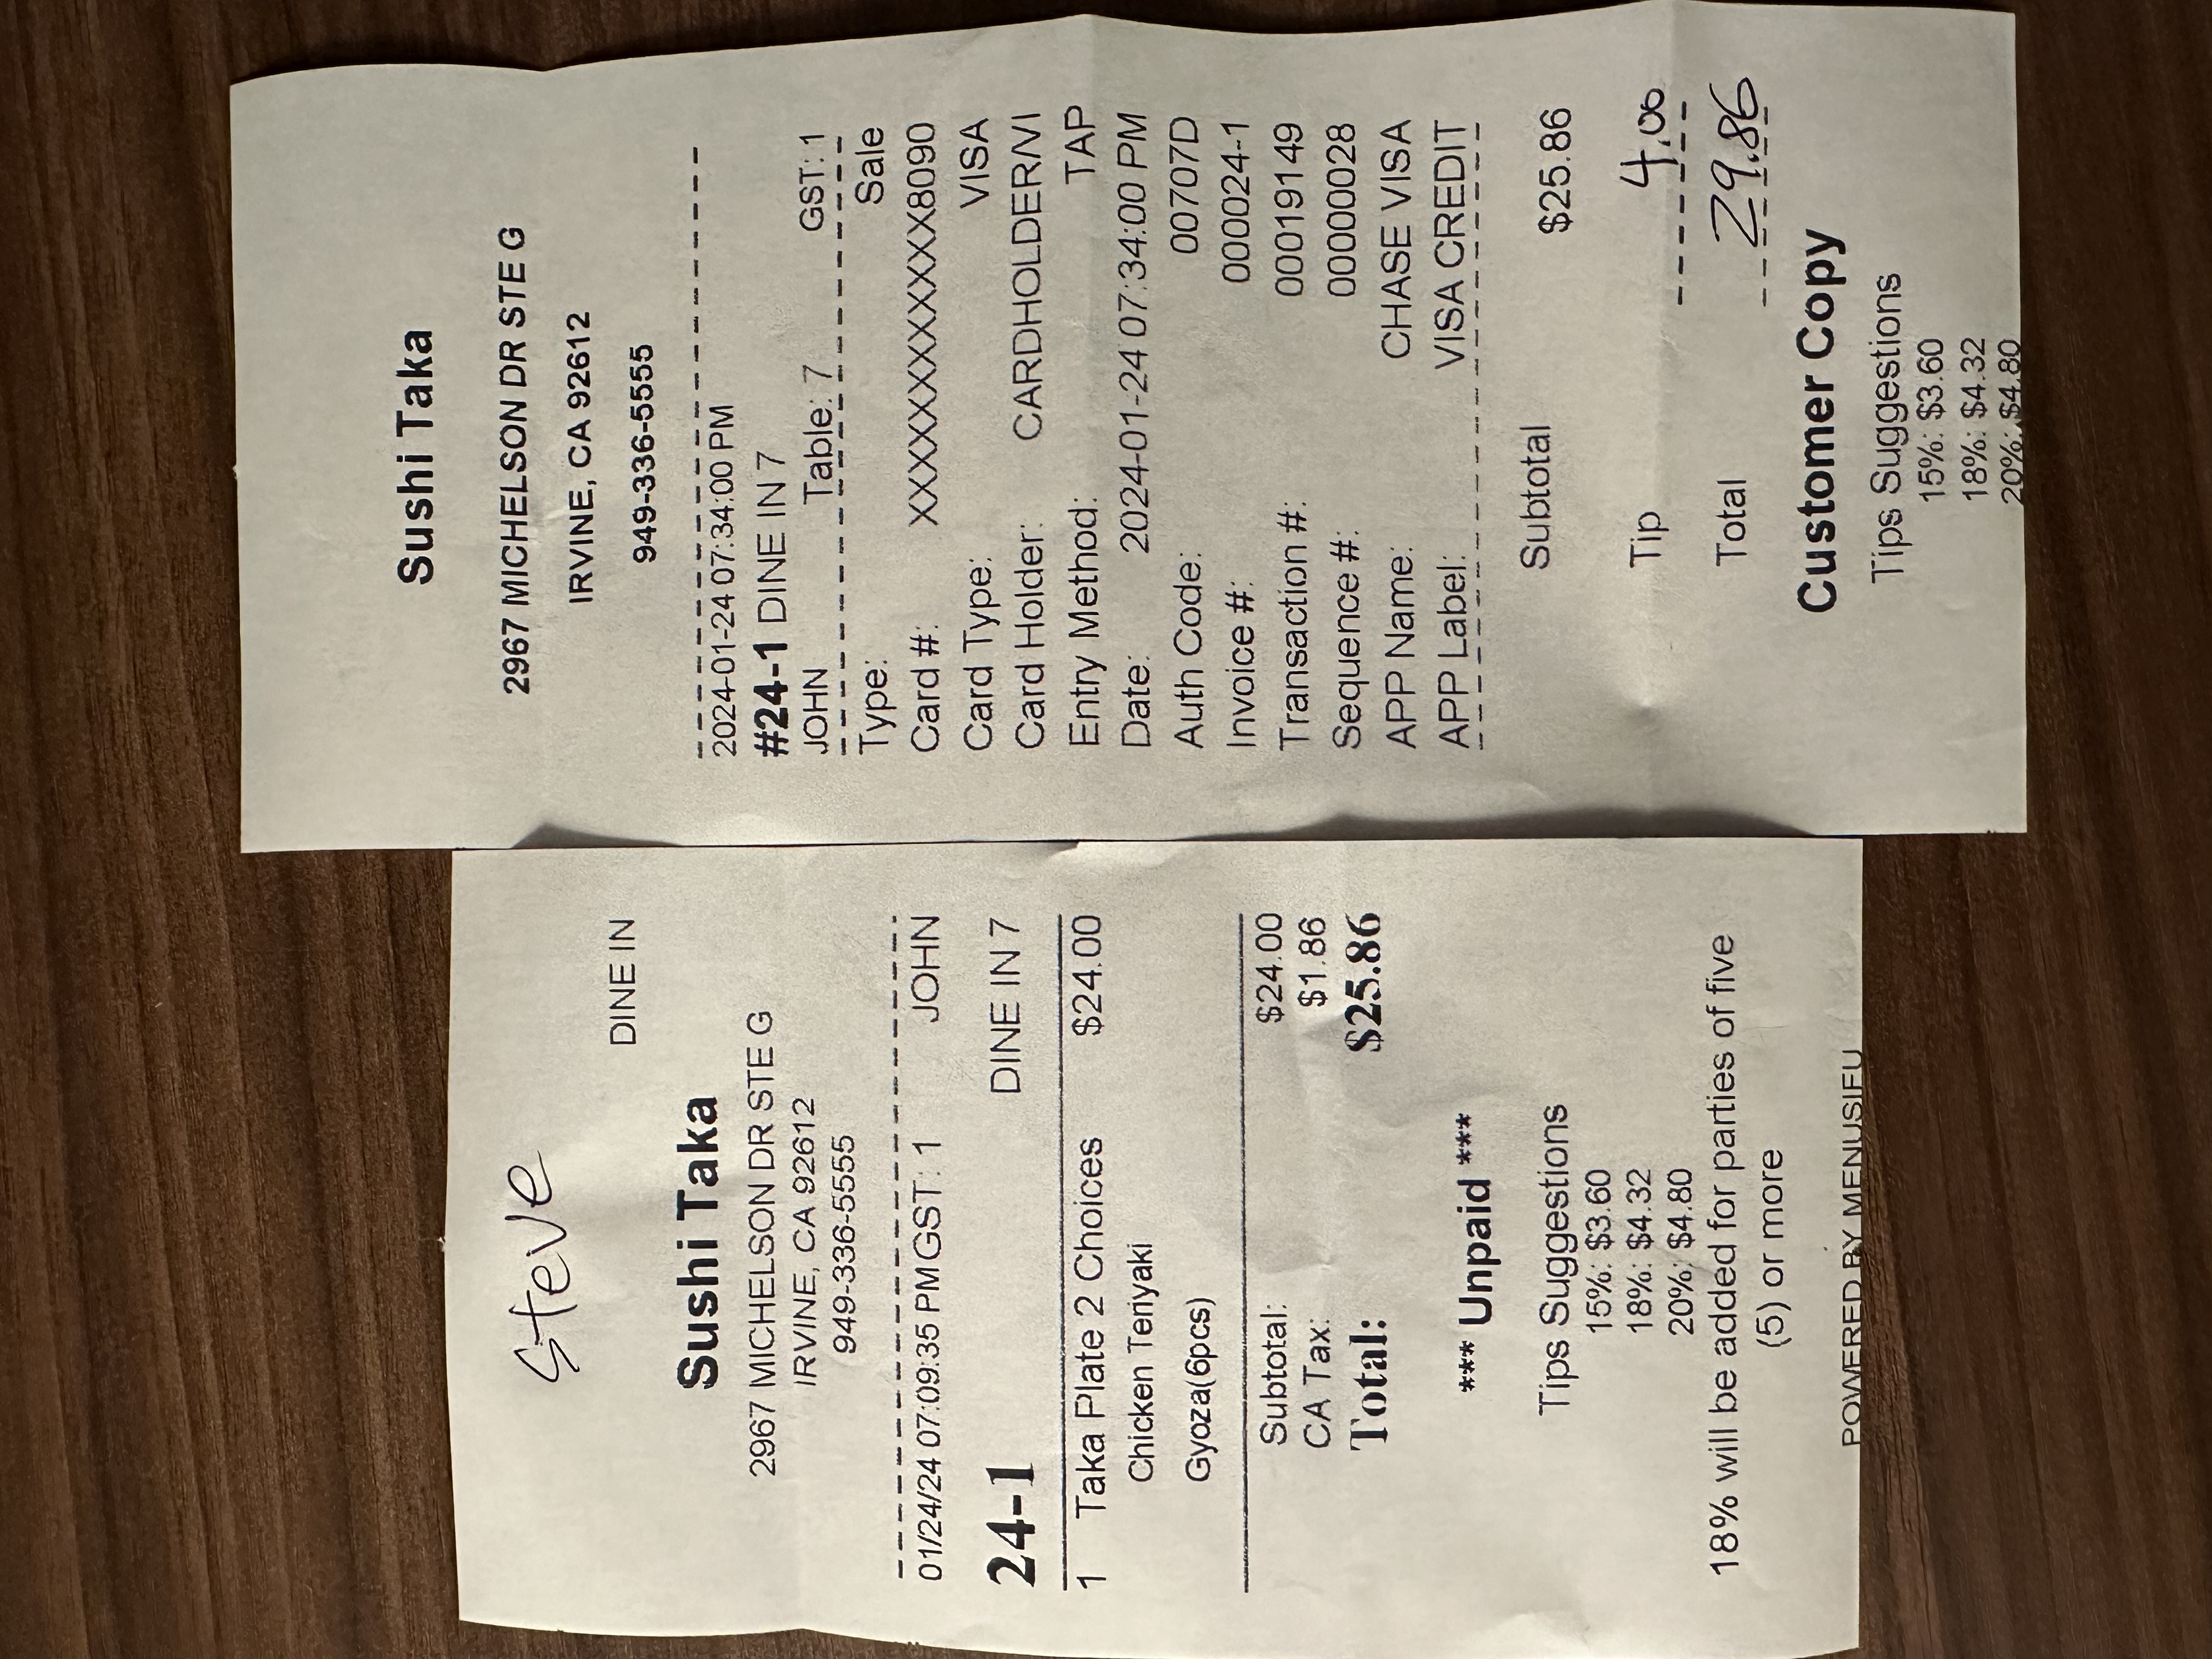 Steve
DINE IN
Sushi Taka
2967 MICHELSON DR STE G
IRVINE, CA 92612
949-336-5555
01/24/24 07:09:35 PM GST: 1 JOHN
24-1 DINE IN 7
1 Taka Plate 2 Choices $24.00
Chicken Teriyaki
Gyoza(6pcs)
Subtotal: $24.00
CA Tax: $1.86
Total: $25.86
*** Unpaid ***
Tips Suggestions
15%: $3.60
18%: $4.32
20%: $4.80
18% will be added for parties of five
(5) or more
POWERED BY MENUSIFU
Sushi Taka
2967 MICHELSON DR STE G
IRVINE, CA 92612
949-336-5555
2024-01-24 07:34:00 PM
#24-1 DINE IN 7
JOHN Table: 7 GST: 1
Type: Sale
Card #: XXXXXXXXXXXX8090
Card Type: VISA
Card Holder: CARDHOLDER/VI
Entry Method: TAP
Date: 2024-01-24 07:34:00 PM
Auth Code: 00707D
Invoice #: 000024-1
Transaction #: 00019149
Sequence #: 00000028
APP Name: CHASE VISA
APP Label: VISA CREDIT
Subtotal $25.86
Tip 4.00
Total 29.86
Customer Copy
Tips Suggestions
15%: $3.60
18%: $4.32
20%: $4.80